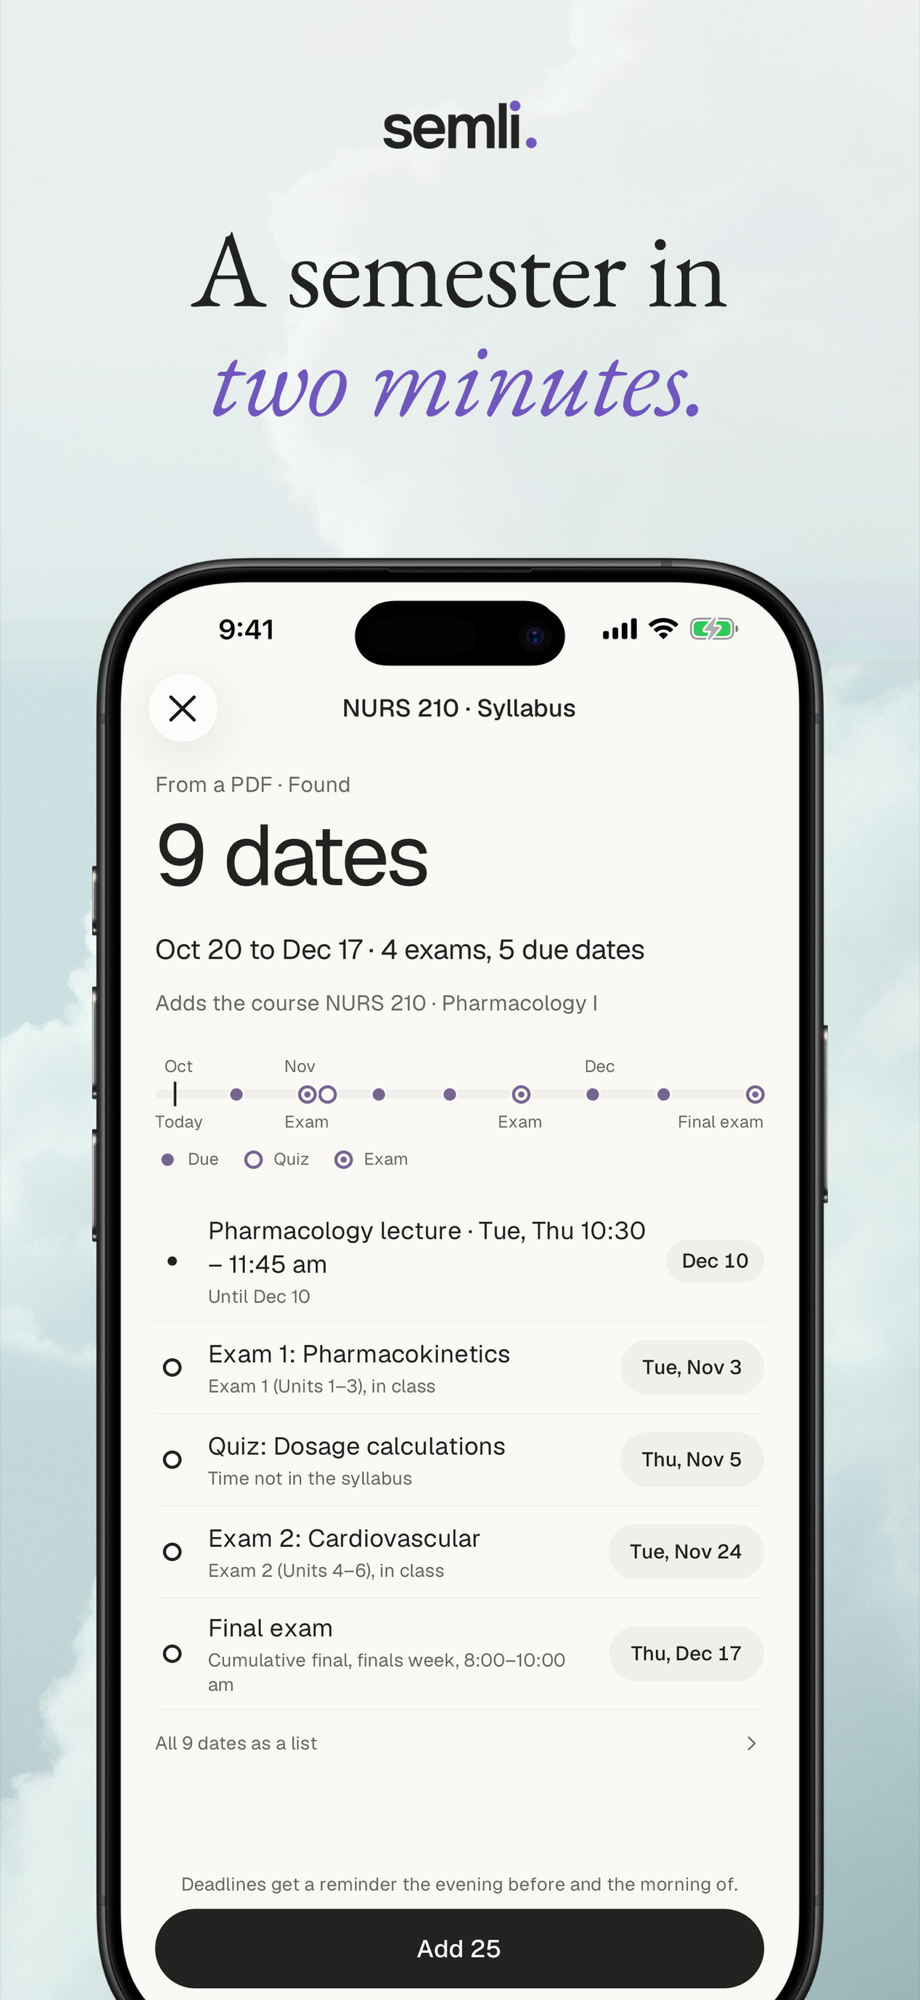 semli.
A semester in
two minutes.
9:41
NURS 210 · Syllabus
From a PDF · Found
9 dates
Oct 20 to Dec 17 · 4 exams, 5 due dates
Adds the course NURS 210 · Pharmacology I
Oct Nov Dec
Today Exam Exam Final exam
Due Quiz Exam
Pharmacology lecture · Tue, Thu 10:30
– 11:45 am
Until Dec 10
Dec 10
Exam 1: Pharmacokinetics
Exam 1 (Units 1–3), in class
Tue, Nov 3
Quiz: Dosage calculations
Time not in the syllabus
Thu, Nov 5
Exam 2: Cardiovascular
Exam 2 (Units 4–6), in class
Tue, Nov 24
Final exam
Cumulative final, finals week, 8:00–10:00
am
Thu, Dec 17
All 9 dates as a list
Deadlines get a reminder the evening before and the morning of.
Add 25